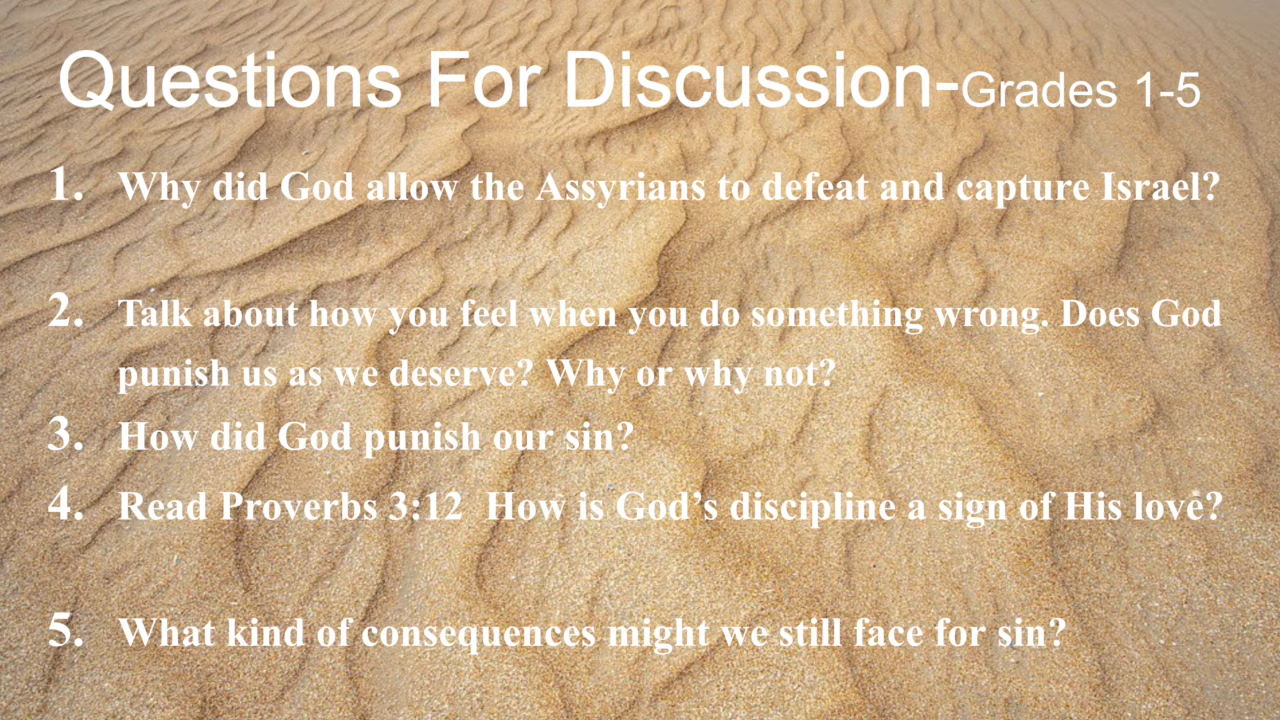 Questions For Discussion-Grades 1-5
1. Why did God allow the Assyrians to defeat and capture Israel?
2. Talk about how you feel when you do something wrong. Does God
punish us as we deserve? Why or why not?
3. How did God punish our sin?
4. Read Proverbs 3:12  How is God’s discipline a sign of His love?
5. What kind of consequences might we still face for sin?